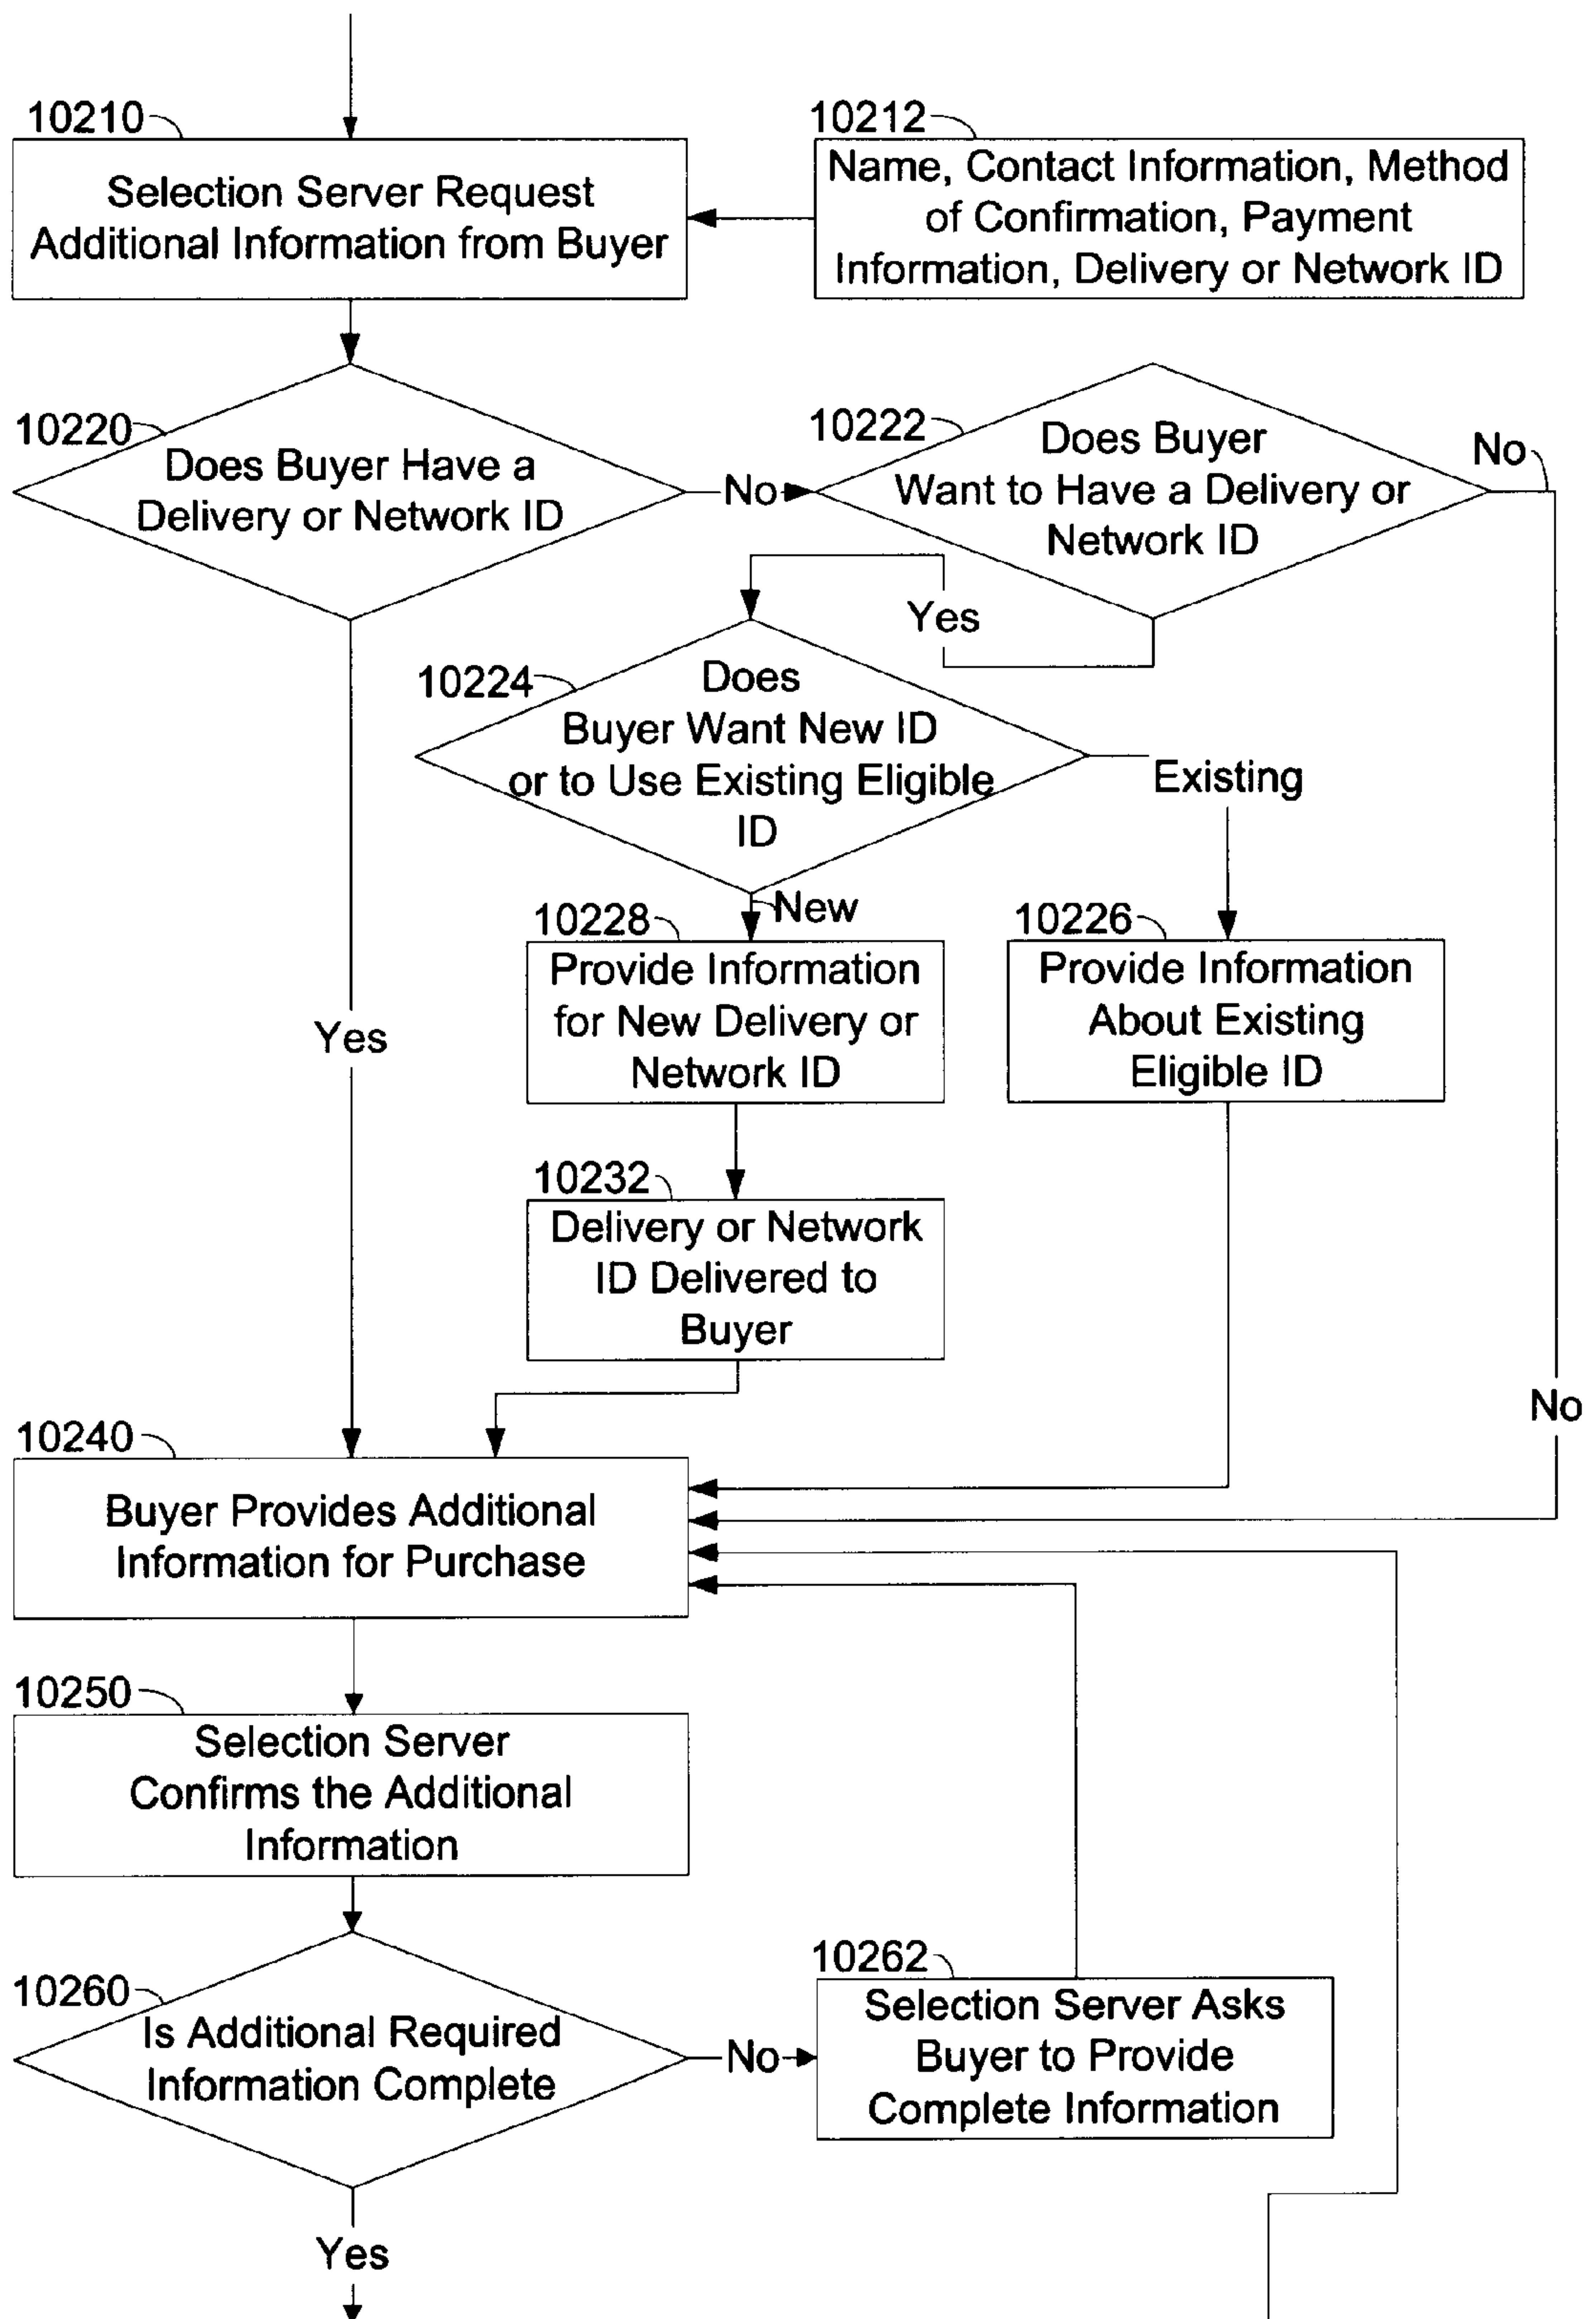 10210
Selection Server Request
Additional Information from Buyer
10212
Name, Contact Information, Method
of Confirmation, Payment
Information, Delivery or Network ID
10220
Does Buyer Have a
Delivery or Network ID
No
10222
Does Buyer
Want to Have a Delivery or
Network ID
No
Yes
10224
Does
Buyer Want New ID
or to Use Existing Eligible
ID
Existing
New
10228
Provide Information
for New Delivery or
Network ID
10226
Provide Information
About Existing
Eligible ID
Yes
10232
Delivery or Network
ID Delivered to
Buyer
No
10240
Buyer Provides Additional
Information for Purchase
10250
Selection Server
Confirms the Additional
Information
10260
Is Additional Required
Information Complete
No
10262
Selection Server Asks
Buyer to Provide
Complete Information
Yes